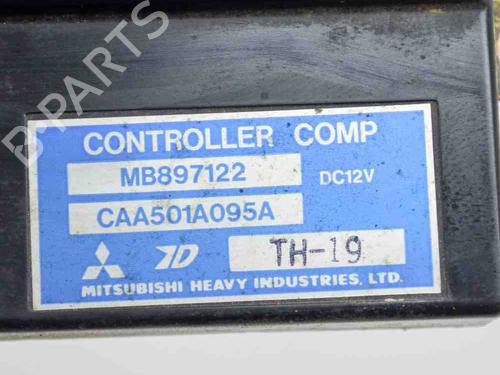 B-PARTS
CONTROLLER COMP
MB897122 DC12V
CAA501A095A
TH-19
MITSUBISHI HEAVY INDUSTRIES, LTD.